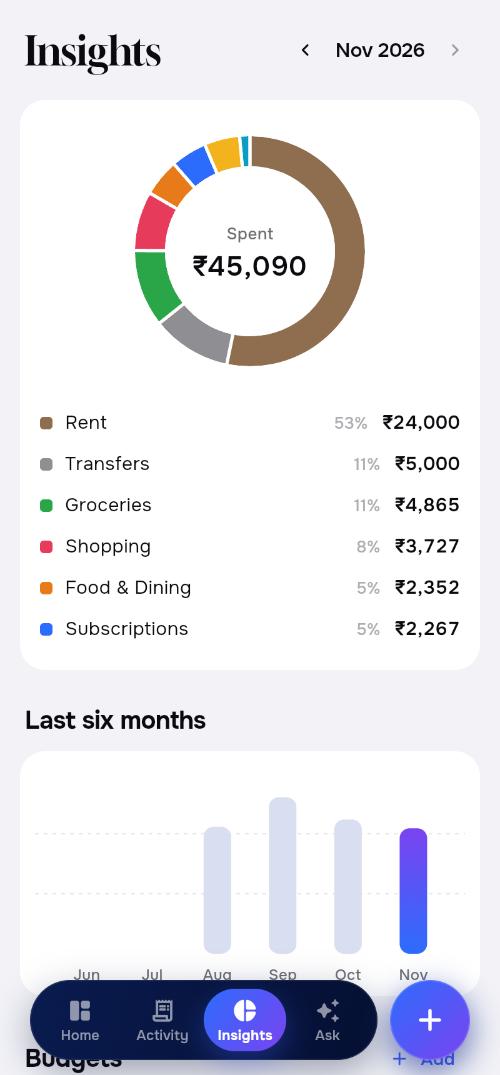 Insights
Nov 2026
Spent
₹45,090
Rent 53% ₹24,000
Transfers 11% ₹5,000
Groceries 11% ₹4,865
Shopping 8% ₹3,727
Food & Dining 5% ₹2,352
Subscriptions 5% ₹2,267
Last six months
Jun Jul Aug Sep Oct Nov
Home Activity Insights Ask
Budgets + Add